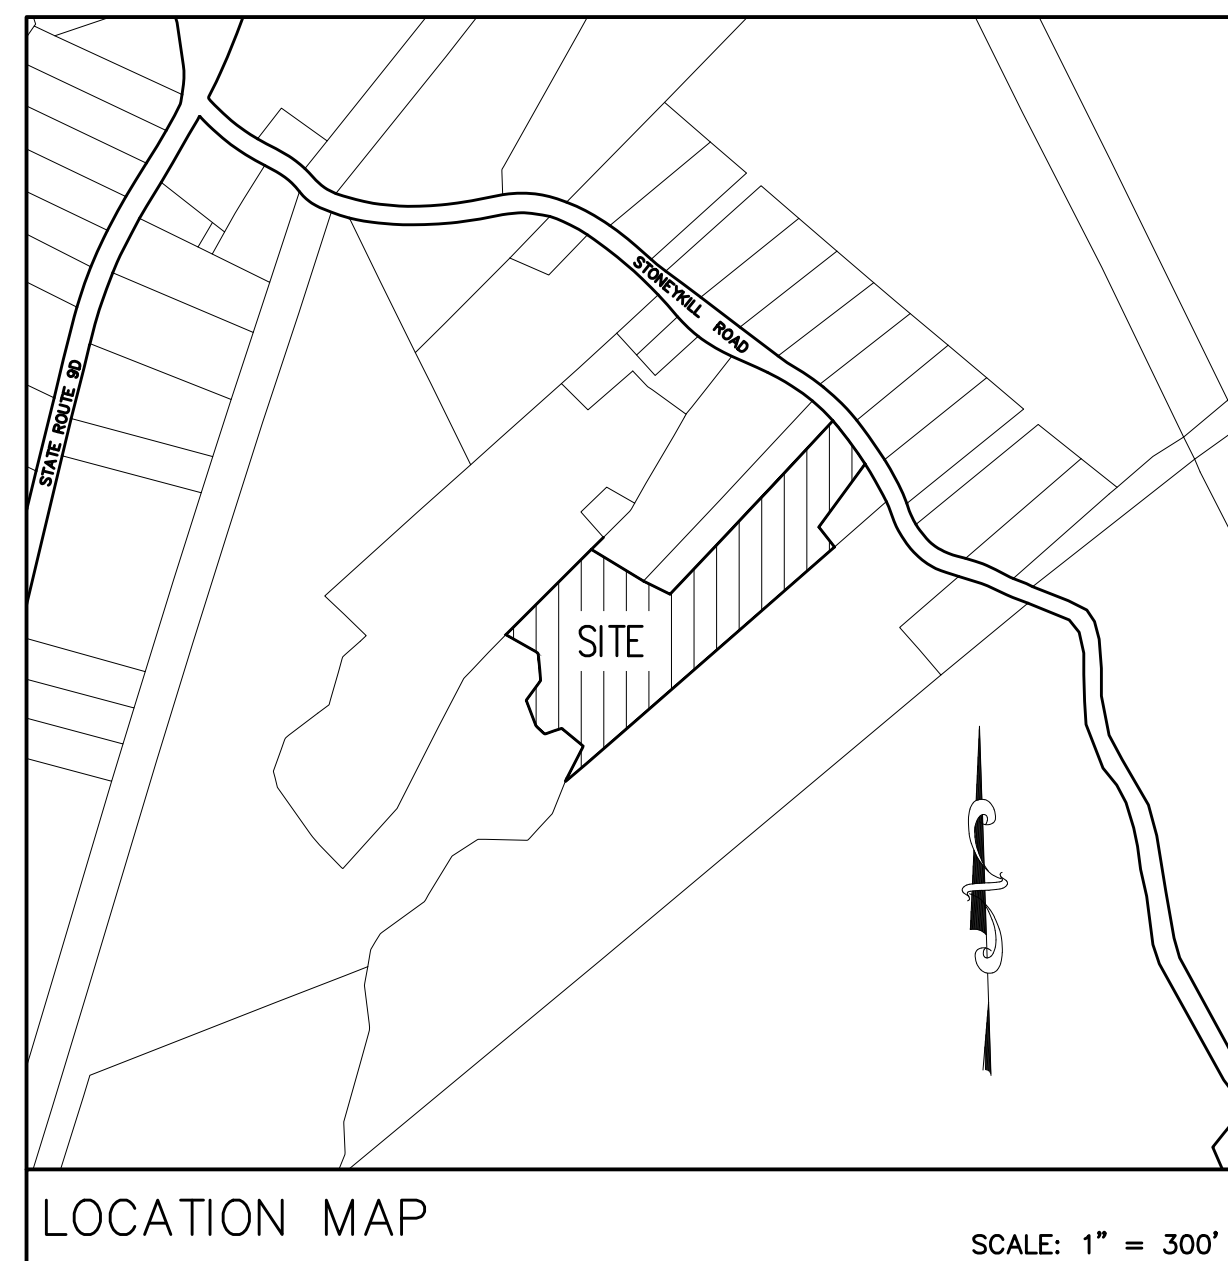 STONEYKILL ROAD
STATE ROUTE 9D
SITE
LOCATION MAP
SCALE: 1" = 300'